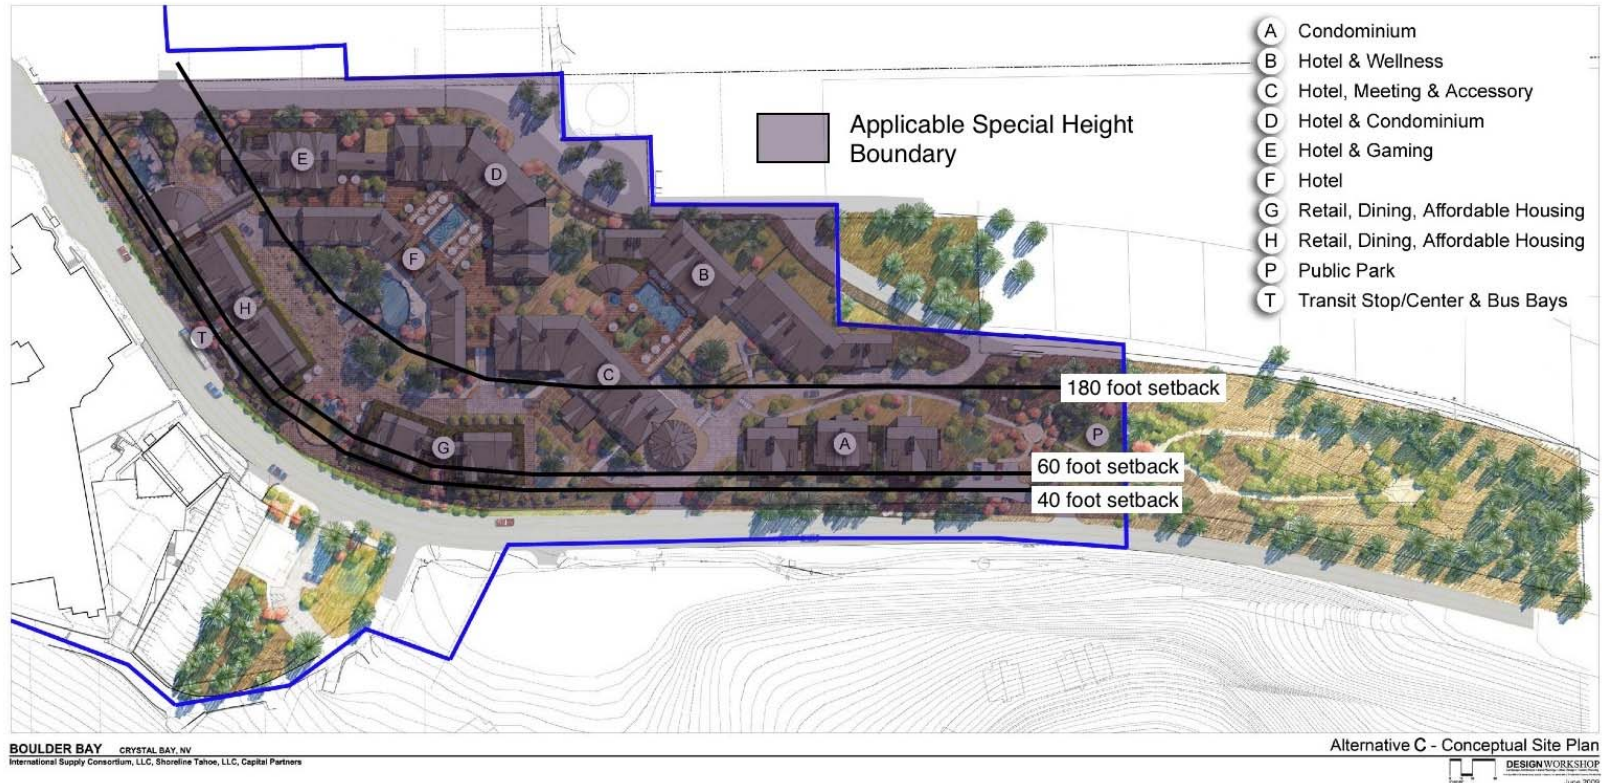 A Condominium
B Hotel & Wellness
C Hotel, Meeting & Accessory
D Hotel & Condominium
E Hotel & Gaming
F Hotel
G Retail, Dining, Affordable Housing
H Retail, Dining, Affordable Housing
P Public Park
T Transit Stop/Center & Bus Bays
Applicable Special Height
Boundary
E
D
F
B
H
T
C
180 foot setback
P
G
A
60 foot setback
40 foot setback
BOULDER BAY CRYSTAL BAY, NV
International Supply Consortium, LLC, Shoreline Tahoe, LLC, Capital Partners
Alternative C - Conceptual Site Plan
DESIGNWORKSHOP
June 2009